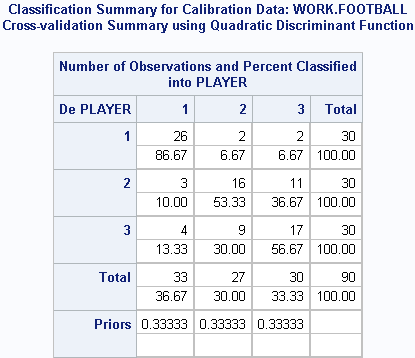 Classification Summary for Calibration Data: WORK.FOOTBALL
Cross-validation Summary using Quadratic Discriminant Function
Number of Observations and Percent Classified
into PLAYER
De PLAYER 1 2 3 Total
1 26 2 2 30
86.67 6.67 6.67 100.00
2 3 16 11 30
10.00 53.33 36.67 100.00
3 4 9 17 30
13.33 30.00 56.67 100.00
Total 33 27 30 90
36.67 30.00 33.33 100.00
Priors 0.33333 0.33333 0.33333